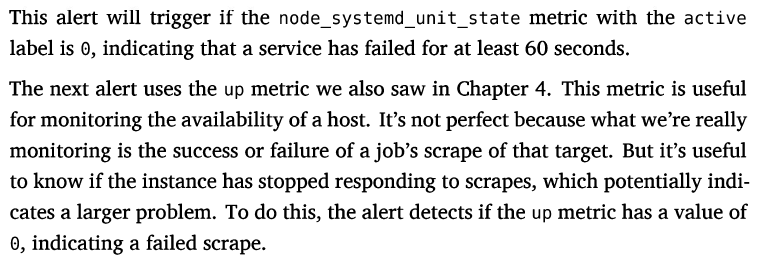 This alert will trigger if the node_systemd_unit_state metric with the active
label is 0, indicating that a service has failed for at least 60 seconds.
The next alert uses the up metric we also saw in Chapter 4. This metric is useful
for monitoring the availability of a host. It’s not perfect because what we’re really
monitoring is the success or failure of a job’s scrape of that target. But it’s useful
to know if the instance has stopped responding to scrapes, which potentially indi-
cates a larger problem. To do this, the alert detects if the up metric has a value of
0, indicating a failed scrape.